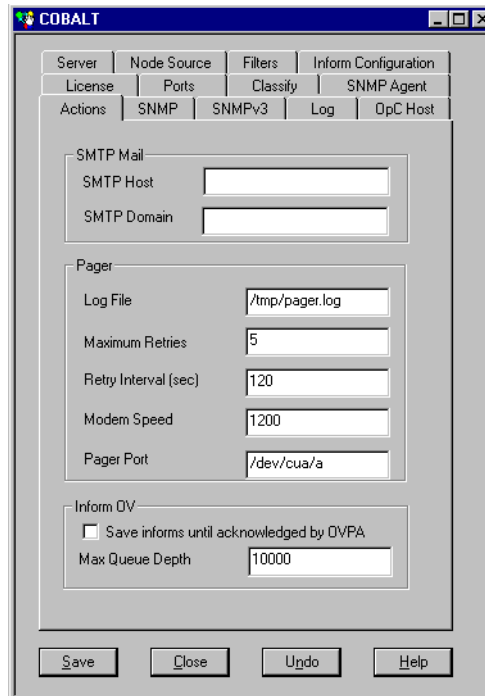 COBALT
Server Node Source Filters Inform Configuration
License Ports Classify SNMP Agent
Actions SNMP SNMPv3 Log OpC Host
SMTP Mail
SMTP Host
SMTP Domain
Pager
Log File /tmp/pager.log
Maximum Retries 5
Retry Interval (sec) 120
Modem Speed 1200
Pager Port /dev/cua/a
Inform OV
Save informs until acknowledged by OVPA
Max Queue Depth 10000
Save Close Undo Help